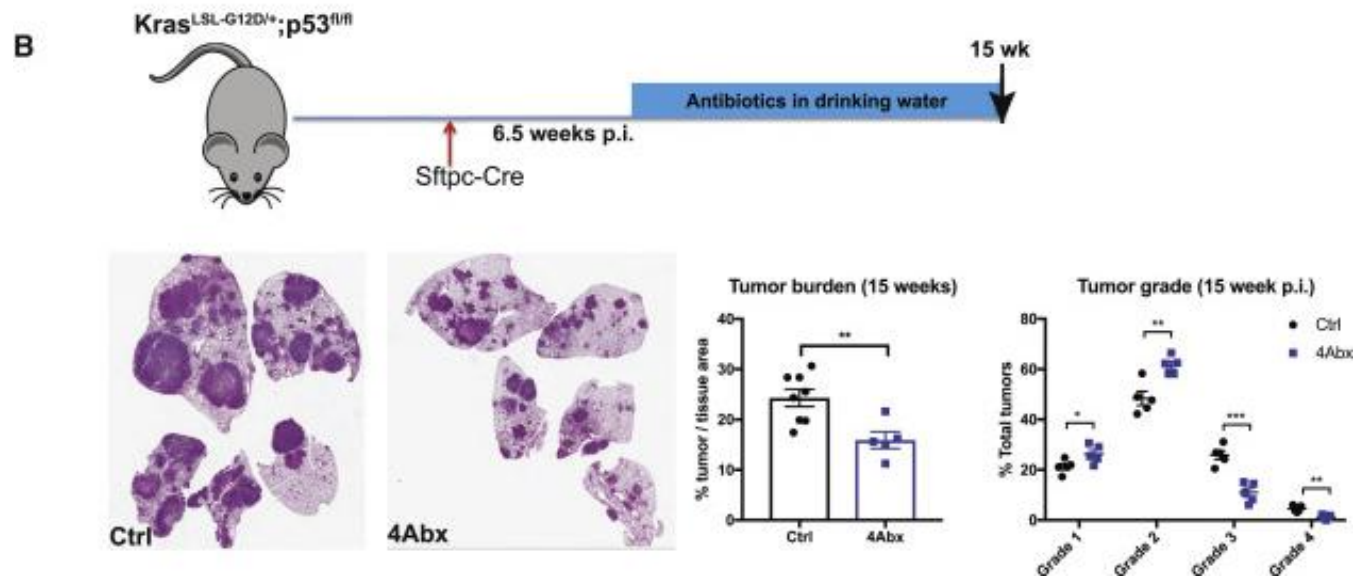 B
Kras^LSL-G12D/+;p53^fl/fl
15 wk
Antibiotics in drinking water
6.5 weeks p.i.
Sftpc-Cre
Ctrl
4Abx
Tumor burden (15 weeks)
% tumor / tissue area
40
30
20
10
0
**
Ctrl
4Abx
Tumor grade (15 week p.i.)
% Total tumors
80
60
40
20
0
*
**
***
**
Ctrl
4Abx
Grade 1
Grade 2
Grade 3
Grade 4